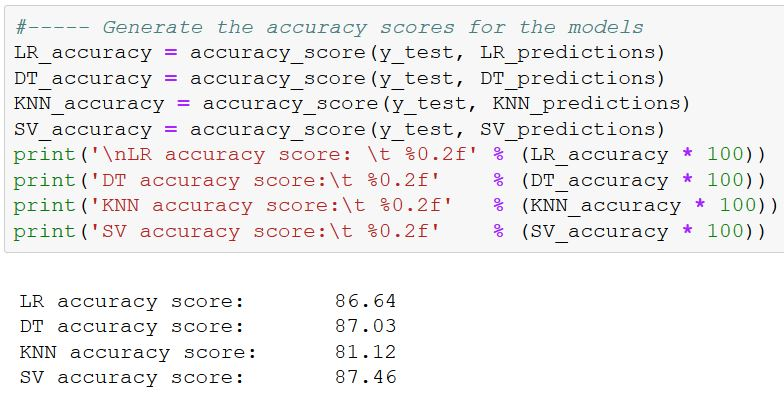 #----- Generate the accuracy scores for the models
LR_accuracy = accuracy_score(y_test, LR_predictions)
DT_accuracy = accuracy_score(y_test, DT_predictions)
KNN_accuracy = accuracy_score(y_test, KNN_predictions)
SV_accuracy = accuracy_score(y_test, SV_predictions)
print('\nLR accuracy score: \t %0.2f' % (LR_accuracy * 100))
print('DT accuracy score:\t %0.2f'    % (DT_accuracy * 100))
print('KNN accuracy score:\t %0.2f'   % (KNN_accuracy * 100))
print('SV accuracy score:\t %0.2f'    % (SV_accuracy * 100))
LR accuracy score:       86.64
DT accuracy score:       87.03
KNN accuracy score:      81.12
SV accuracy score:       87.46